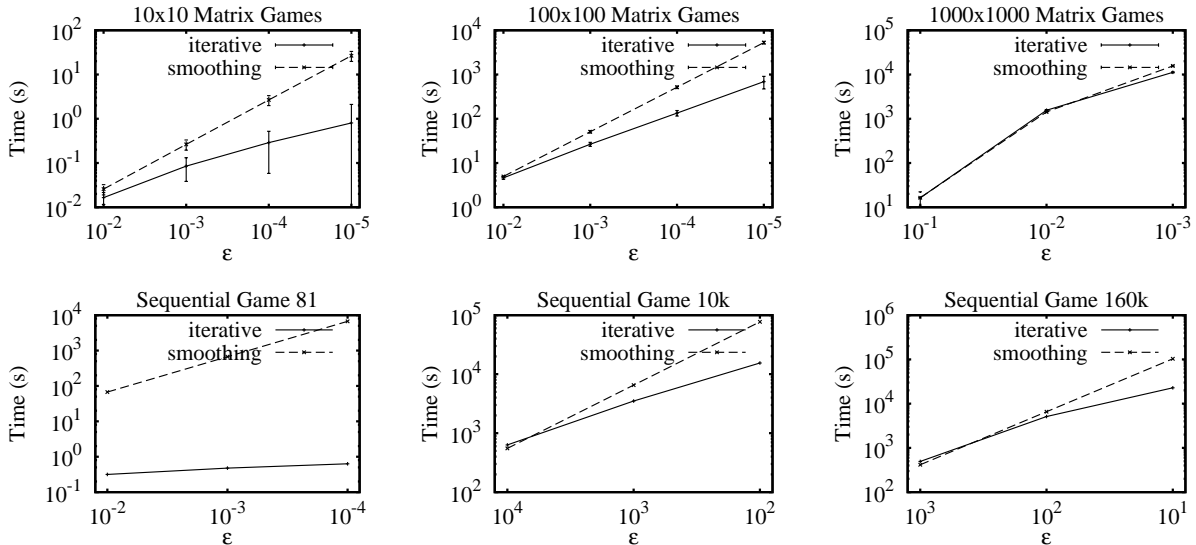 10x10 Matrix Games
Time (s)
10^2
10^1
10^0
10^-1
10^-2
iterative
smoothing
10^-2 10^-3 10^-4 10^-5
ε
100x100 Matrix Games
Time (s)
10^4
10^3
10^2
10^1
10^0
iterative
smoothing
10^-2 10^-3 10^-4 10^-5
ε
1000x1000 Matrix Games
Time (s)
10^5
10^4
10^3
10^2
10^1
iterative
smoothing
10^-1 10^-2 10^-3
ε
Sequential Game 81
Time (s)
10^4
10^3
10^2
10^1
10^0
10^-1
iterative
smoothing
10^-2 10^-3 10^-4
ε
Sequential Game 10k
Time (s)
10^5
10^4
10^3
10^2
iterative
smoothing
10^4 10^3 10^2
ε
Sequential Game 160k
Time (s)
10^6
10^5
10^4
10^3
10^2
iterative
smoothing
10^3 10^2 10^1
ε